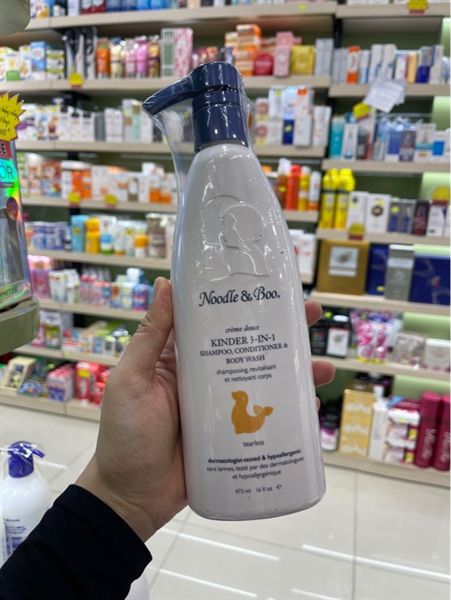 Noodle & Boo®
crème douce
KINDER 3-IN-1
SHAMPOO, CONDITIONER &
BODY WASH
shampooing, revitalisant
et nettoyant corps
tearless
dermatologist-tested & hypoallergenic
sans larmes, testé par des dermatologues
et hypoallergénique
473 ml 16 fl oz. e